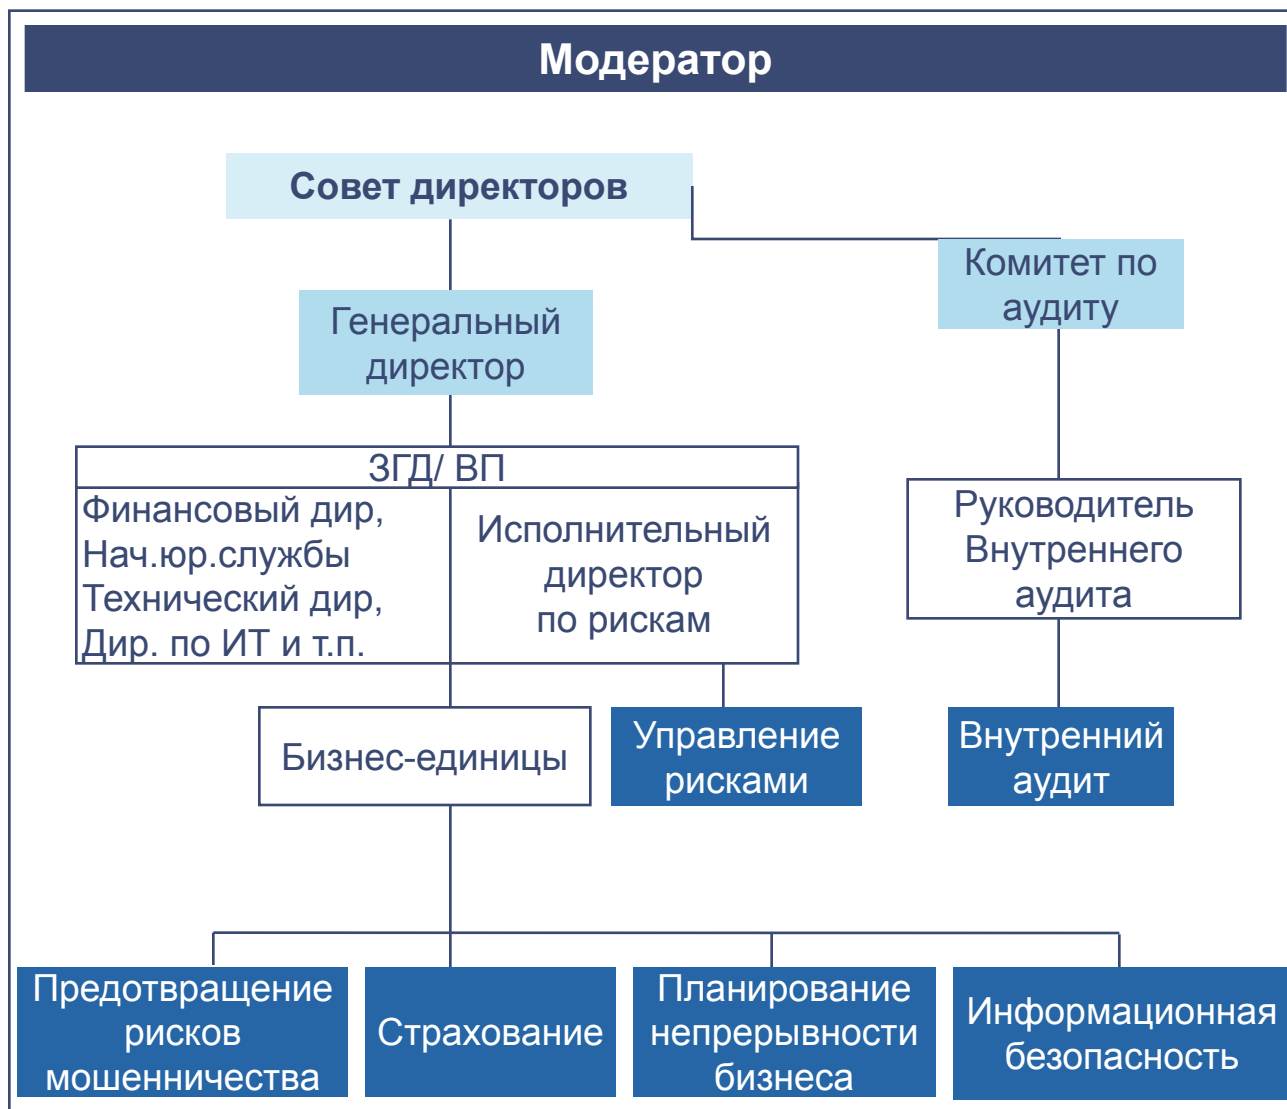 Модератор
Совет директоров
Комитет по
аудиту
Генеральный
директор
ЗГД/ ВП
Финансовый дир,
Нач.юр.службы
Технический дир,
Дир. по ИТ и т.п.
Исполнительный
директор
по рискам
Руководитель
Внутреннего
аудита
Бизнес-единицы
Управление
рисками
Внутренний
аудит
Предотвращение
рисков
мошенничества
Страхование
Планирование
непрерывности
бизнеса
Информационная
безопасность